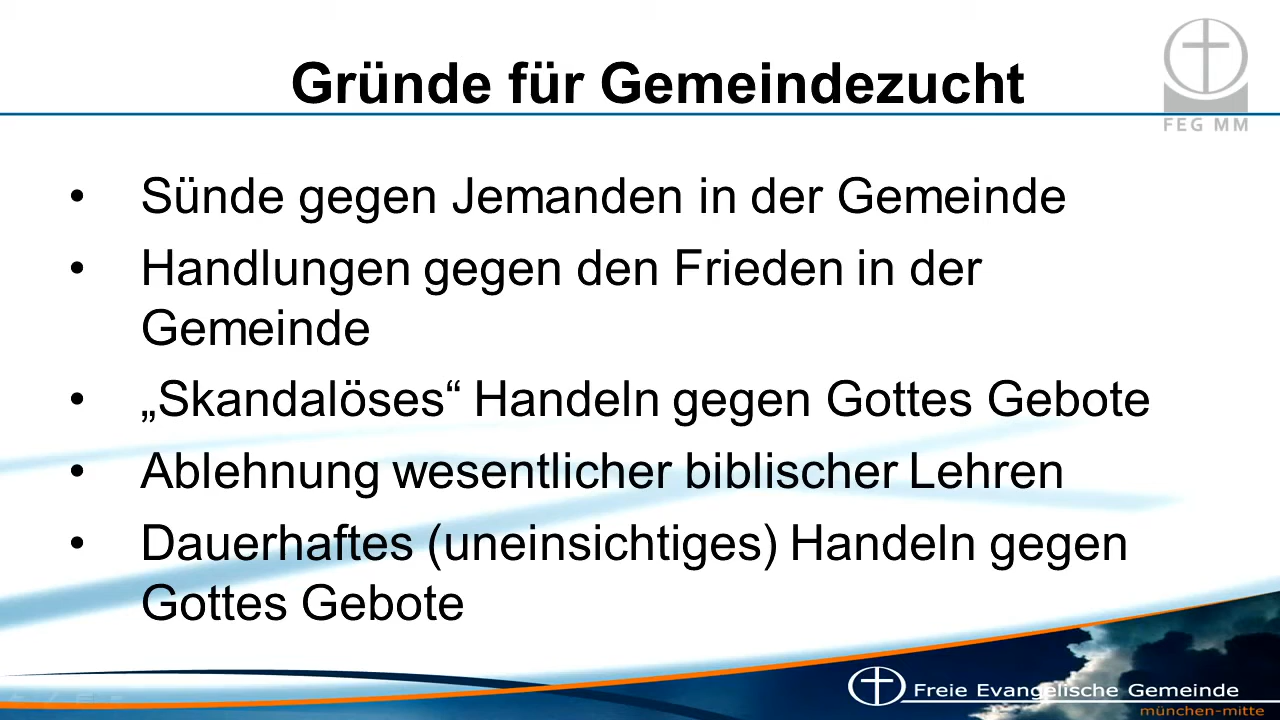 Gründe für Gemeindezucht
FEG MM
• Sünde gegen Jemanden in der Gemeinde
• Handlungen gegen den Frieden in der
Gemeinde
• „Skandalöses“ Handeln gegen Gottes Gebote
• Ablehnung wesentlicher biblischer Lehren
• Dauerhaftes (uneinsichtiges) Handeln gegen
Gottes Gebote
Freie Evangelische Gemeinde
münchen-mitte